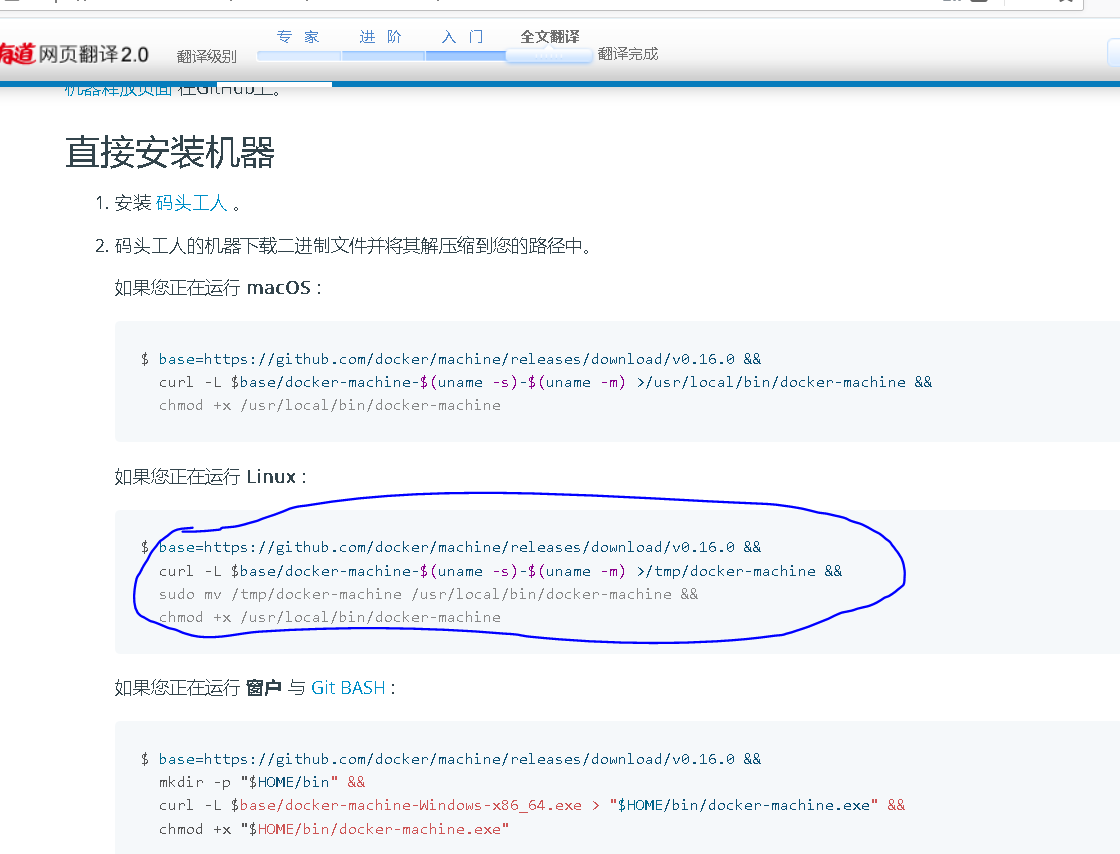 有道 网页翻译2.0
翻译级别
专 家
进 阶
入 门
全文翻译
翻译完成
机器释放页面 在GitHub上。
直接安装机器
1. 安装 码头工人 。
2. 码头工人的机器下载二进制文件并将其解压缩到您的路径中。
如果您正在运行 macOS :
$ base=https://github.com/docker/machine/releases/download/v0.16.0 &&
curl -L $base/docker-machine-$(uname -s)-$(uname -m) >/usr/local/bin/docker-machine &&
chmod +x /usr/local/bin/docker-machine
如果您正在运行 Linux :
$ base=https://github.com/docker/machine/releases/download/v0.16.0 &&
curl -L $base/docker-machine-$(uname -s)-$(uname -m) >/tmp/docker-machine &&
sudo mv /tmp/docker-machine /usr/local/bin/docker-machine &&
chmod +x /usr/local/bin/docker-machine
如果您正在运行 窗户 与 Git BASH :
$ base=https://github.com/docker/machine/releases/download/v0.16.0 &&
mkdir -p "$HOME/bin" &&
curl -L $base/docker-machine-Windows-x86_64.exe > "$HOME/bin/docker-machine.exe" &&
chmod +x "$HOME/bin/docker-machine.exe"